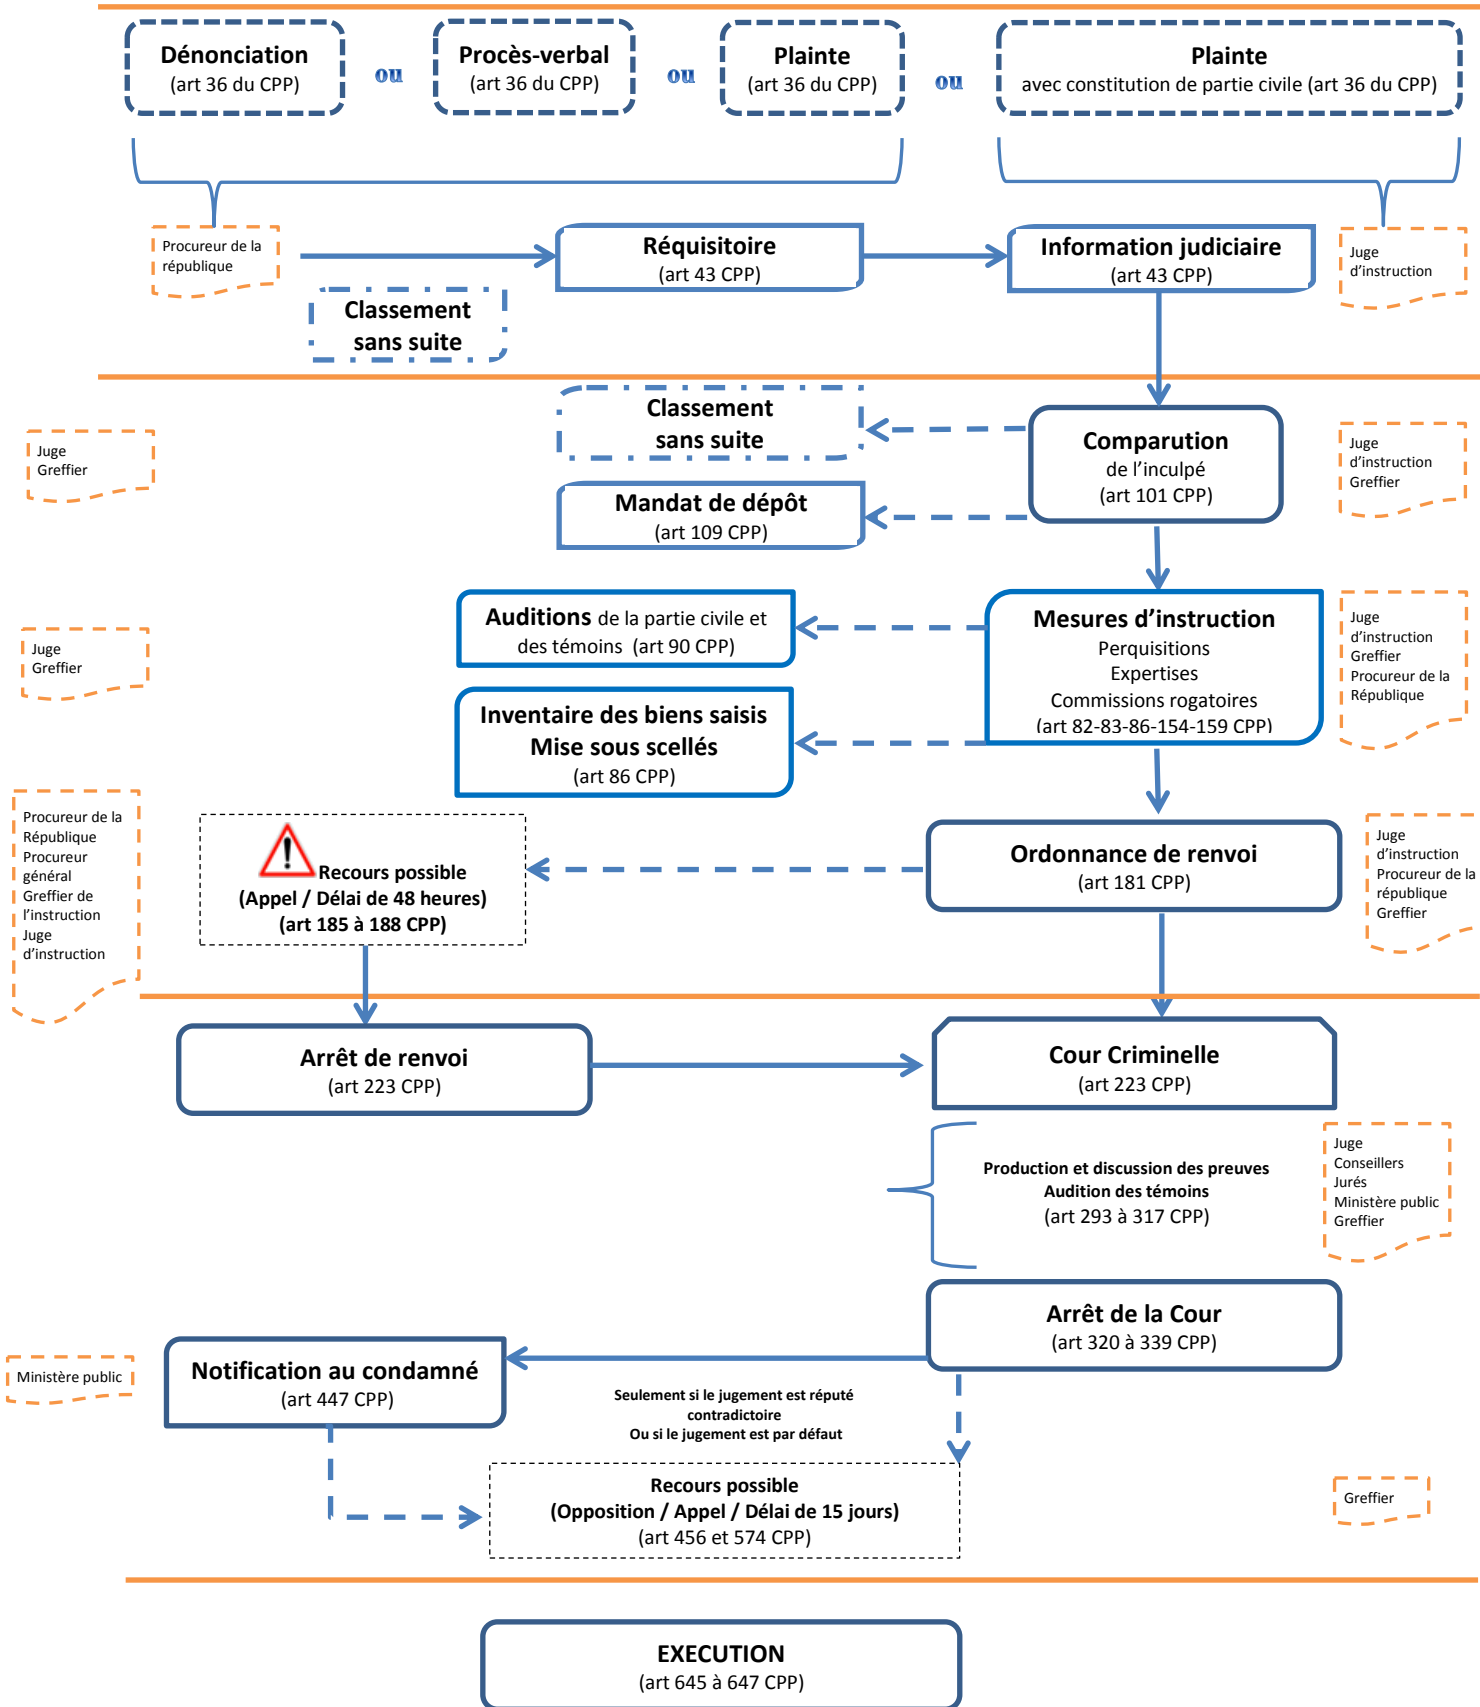 Dénonciation
(art 36 du CPP)
ou
Procès-verbal
(art 36 du CPP)
ou
Plainte
(art 36 du CPP)
ou
Plainte
avec constitution de partie civile (art 36 du CPP)
Procureur de la
république
Réquisitoire
(art 43 CPP)
Information judiciaire
(art 43 CPP)
Juge
d’instruction
Classement
sans suite
Juge
Greffier
Classement
sans suite
Comparution
de l’inculpé
(art 101 CPP)
Juge
d’instruction
Greffier
Mandat de dépôt
(art 109 CPP)
Juge
Greffier
Auditions de la partie civile et
des témoins (art 90 CPP)
Mesures d’instruction
Perquisitions
Expertises
Commissions rogatoires
(art 82-83-86-154-159 CPP)
Juge
d’instruction
Greffier
Procureur de la
République
Inventaire des biens saisis
Mise sous scellés
(art 86 CPP)
Procureur de la
République
Procureur
général
Greffier de
l’instruction
Juge
d’instruction
Recours possible
(Appel / Délai de 48 heures)
(art 185 à 188 CPP)
Ordonnance de renvoi
(art 181 CPP)
Juge
d’instruction
Procureur de la
république
Greffier
Arrêt de renvoi
(art 223 CPP)
Cour Criminelle
(art 223 CPP)
Production et discussion des preuves
Audition des témoins
(art 293 à 317 CPP)
Juge
Conseillers
Jurés
Ministère public
Greffier
Arrêt de la Cour
(art 320 à 339 CPP)
Ministère public
Notification au condamné
(art 447 CPP)
Seulement si le jugement est réputé
contradictoire
Ou si le jugement est par défaut
Recours possible
(Opposition / Appel / Délai de 15 jours)
(art 456 et 574 CPP)
Greffier
EXECUTION
(art 645 à 647 CPP)